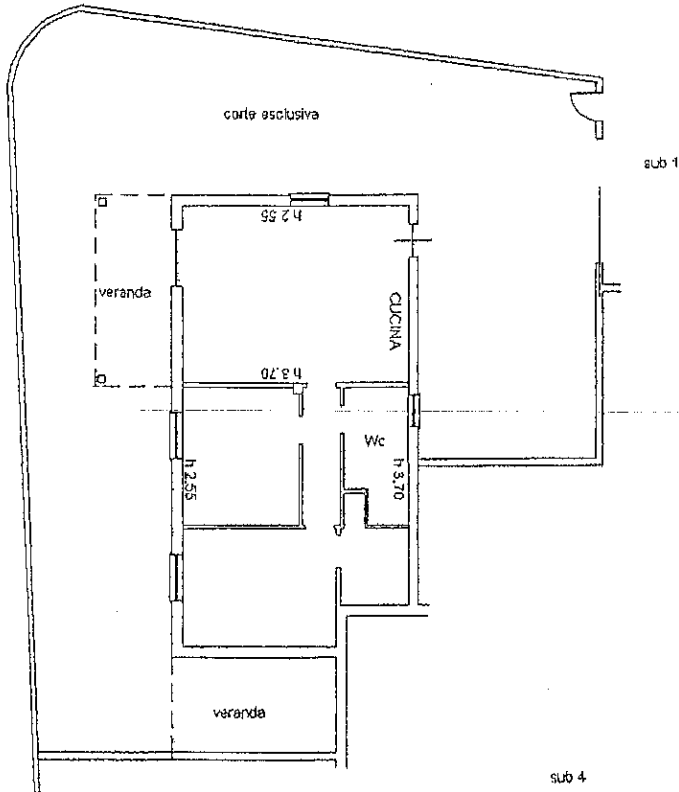 corte esclusiva
sub 1
h 2.55
veranda
CUCINA
h 3.70
Wc
h 2.55
h 3.70
veranda
sub 4